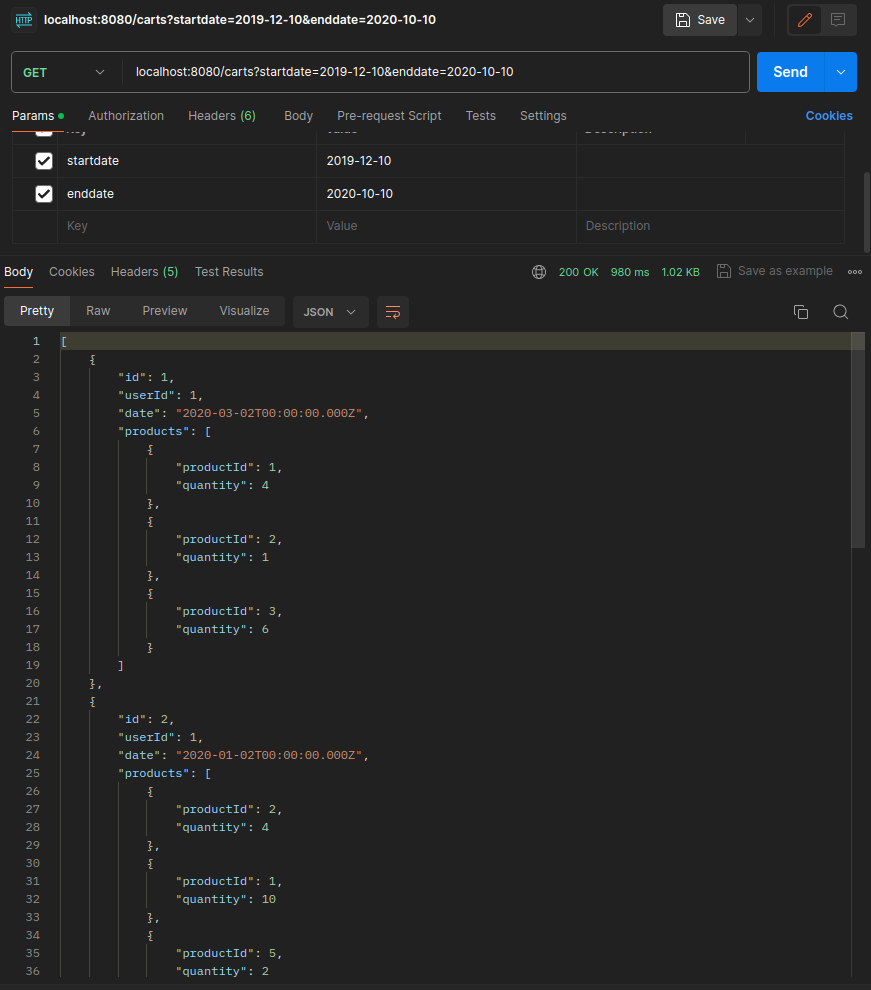 HTTP localhost:8080/carts?startdate=2019-12-10&enddate=2020-10-10 Save
GET localhost:8080/carts?startdate=2019-12-10&enddate=2020-10-10 Send
Params Authorization Headers (6) Body Pre-request Script Tests Settings Cookies
Key Value Description
startdate 2019-12-10
enddate 2020-10-10
Key Value Description
Body Cookies Headers (5) Test Results 200 OK 980 ms 1.02 KB Save as example
Pretty Raw Preview Visualize JSON
1 [
2 {
3 "id": 1,
4 "userId": 1,
5 "date": "2020-03-02T00:00:00.000Z",
6 "products": [
7 {
8 "productId": 1,
9 "quantity": 4
10 },
11 {
12 "productId": 2,
13 "quantity": 1
14 },
15 {
16 "productId": 3,
17 "quantity": 6
18 }
19 ]
20 },
21 {
22 "id": 2,
23 "userId": 1,
24 "date": "2020-01-02T00:00:00.000Z",
25 "products": [
26 {
27 "productId": 2,
28 "quantity": 4
29 },
30 {
31 "productId": 1,
32 "quantity": 10
33 },
34 {
35 "productId": 5,
36 "quantity": 2